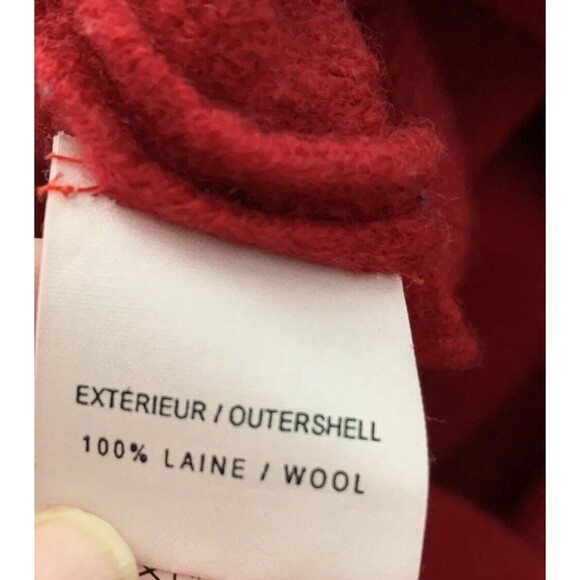 EXTÉRIEUR / OUTERSHELL
100% LAINE / WOOL